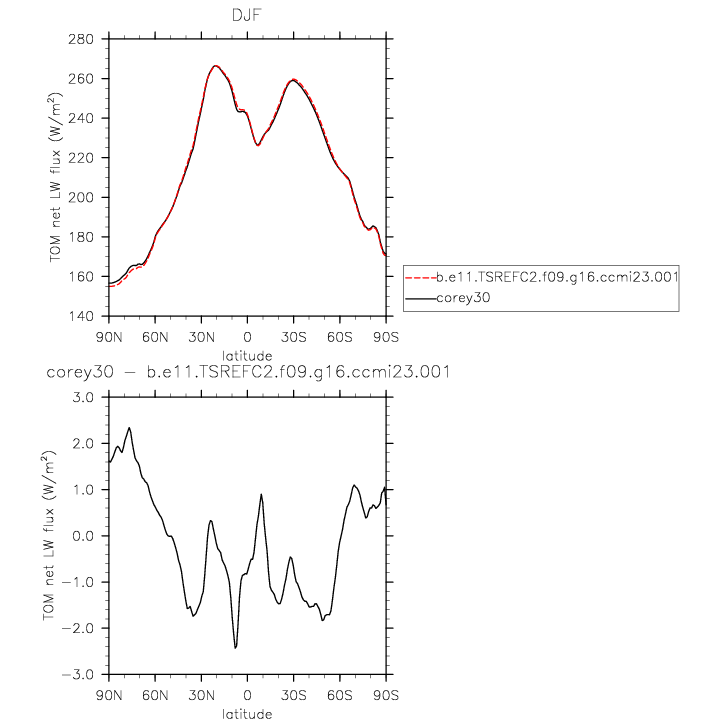 DJF
280
260
240
220
200
180
160
140
TOM net LW flux (W/m²)
90N 60N 30N 0 30S 60S 90S
latitude
b.e11.TSREFC2.f09.g16.ccmi23.001
corey30
corey30 − b.e11.TSREFC2.f09.g16.ccmi23.001
3.0
2.0
1.0
0.0
−1.0
−2.0
−3.0
TOM net LW flux (W/m²)
90N 60N 30N 0 30S 60S 90S
latitude